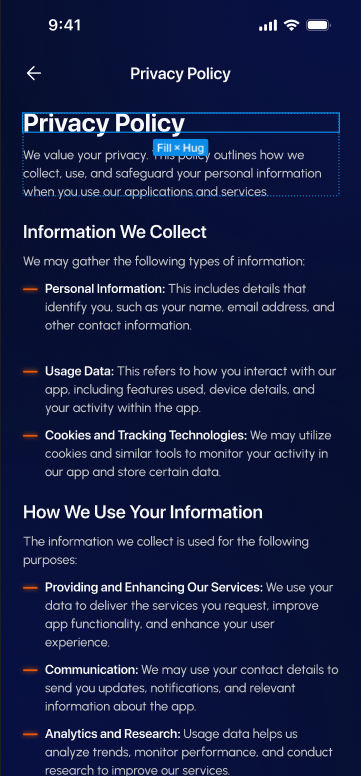 9:41
Privacy Policy
Privacy Policy
Fill × Hug
We value your privacy. This policy outlines how we
collect, use, and safeguard your personal information
when you use our applications and services.
Information We Collect
We may gather the following types of information:
Personal Information: This includes details that
identify you, such as your name, email address, and
other contact information.
Usage Data: This refers to how you interact with our
app, including features used, device details, and
your activity within the app.
Cookies and Tracking Technologies: We may utilize
cookies and similar tools to monitor your activity in
our app and store certain data.
How We Use Your Information
The information we collect is used for the following
purposes:
Providing and Enhancing Our Services: We use your
data to deliver the services you request, improve
app functionality, and enhance your user
experience.
Communication: We may use your contact details to
send you updates, notifications, and relevant
information about the app.
Analytics and Research: Usage data helps us
analyze trends, monitor performance, and conduct
research to improve our services.